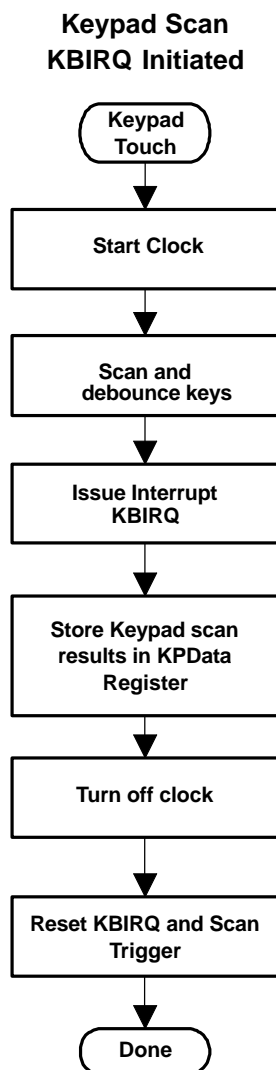 Keypad Scan
KBIRQ Initiated
Keypad
Touch
Start Clock
Scan and
debounce keys
Issue Interrupt
KBIRQ
Store Keypad scan
results in KPData
Register
Turn off clock
Reset KBIRQ and Scan
Trigger
Done